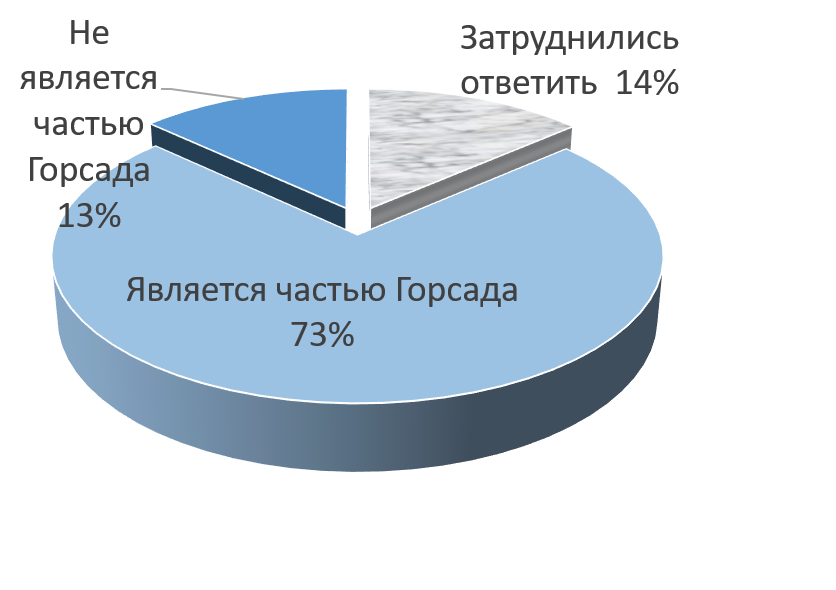 Не
является
частью
Горсада
13%
Затруднились
ответить  14%
Является частью Горсада
73%